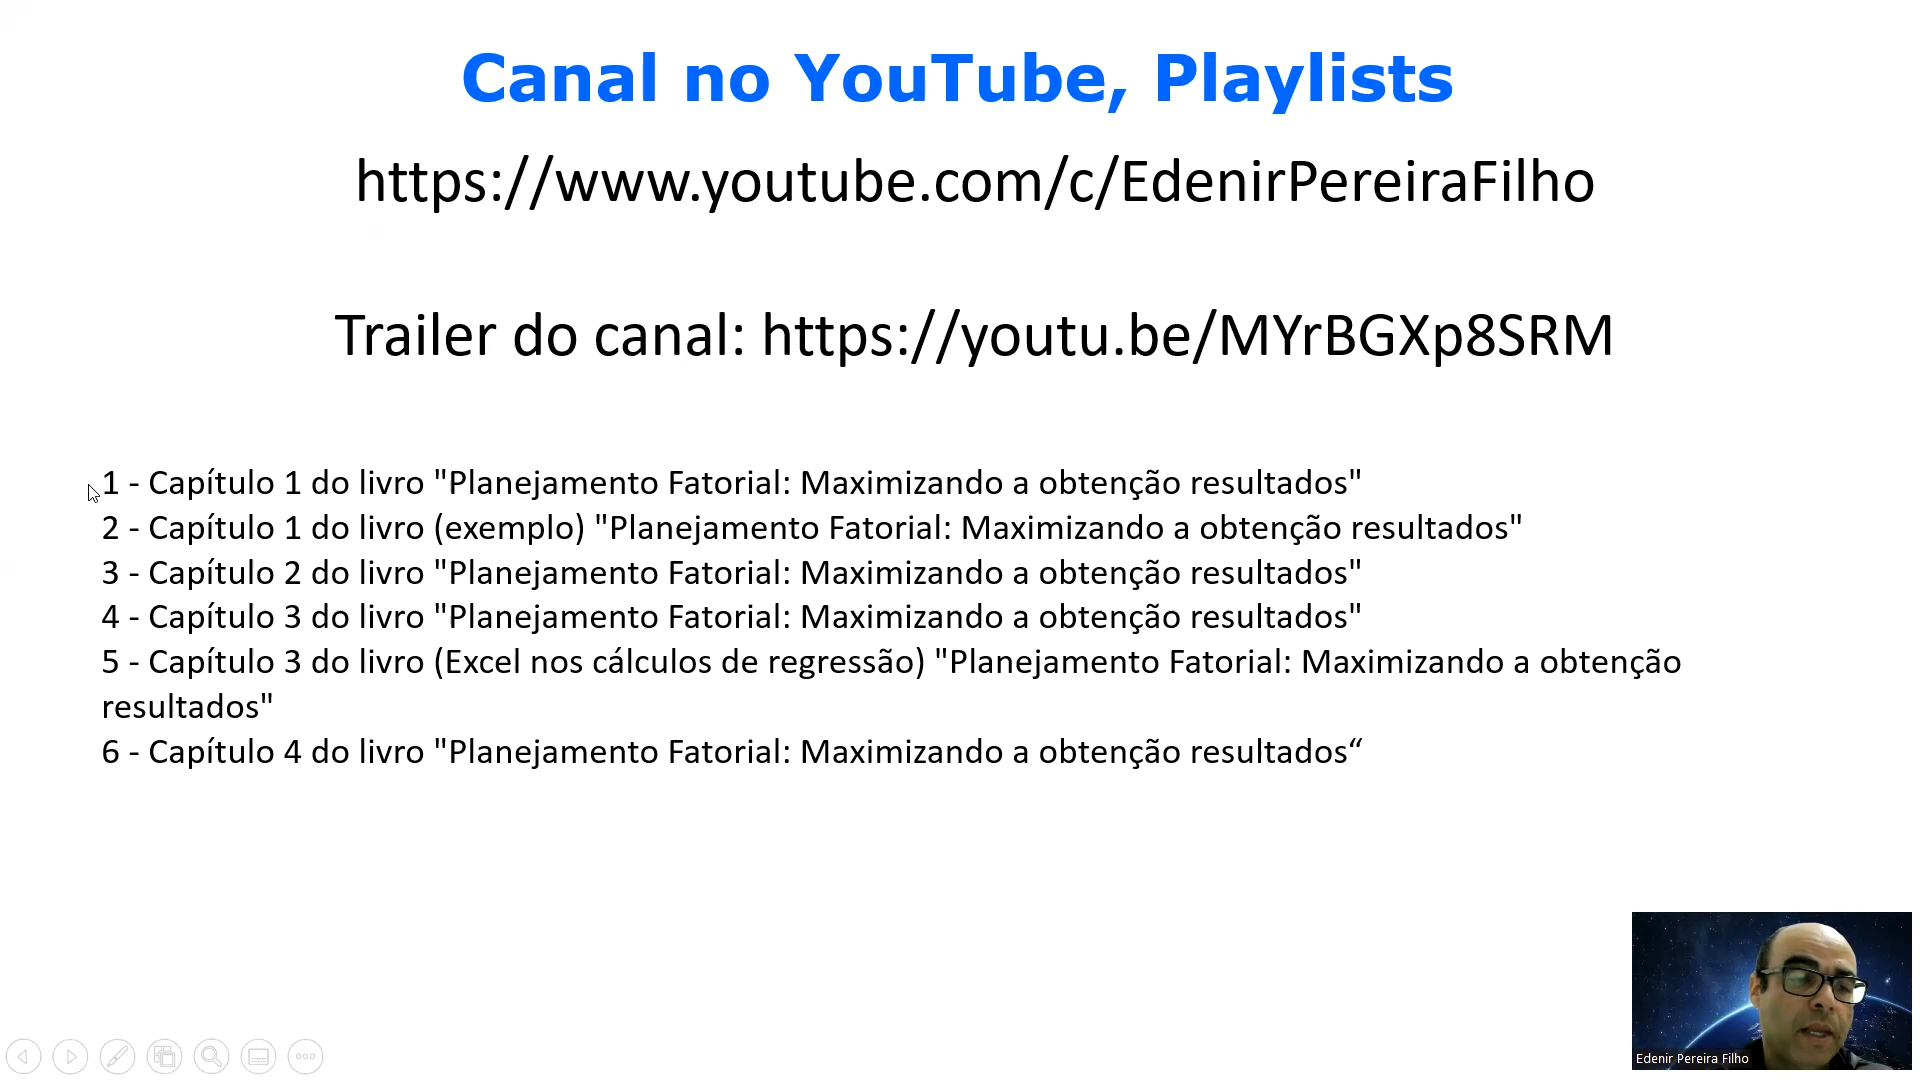 Canal no YouTube, Playlists
https://www.youtube.com/c/EdenirPereiraFilho
Trailer do canal: https://youtu.be/MYrBGXp8SRM
1 - Capítulo 1 do livro "Planejamento Fatorial: Maximizando a obtenção resultados"
2 - Capítulo 1 do livro (exemplo) "Planejamento Fatorial: Maximizando a obtenção resultados"
3 - Capítulo 2 do livro "Planejamento Fatorial: Maximizando a obtenção resultados"
4 - Capítulo 3 do livro "Planejamento Fatorial: Maximizando a obtenção resultados"
5 - Capítulo 3 do livro (Excel nos cálculos de regressão) "Planejamento Fatorial: Maximizando a obtenção
resultados"
6 - Capítulo 4 do livro "Planejamento Fatorial: Maximizando a obtenção resultados“
Edenir Pereira Filho